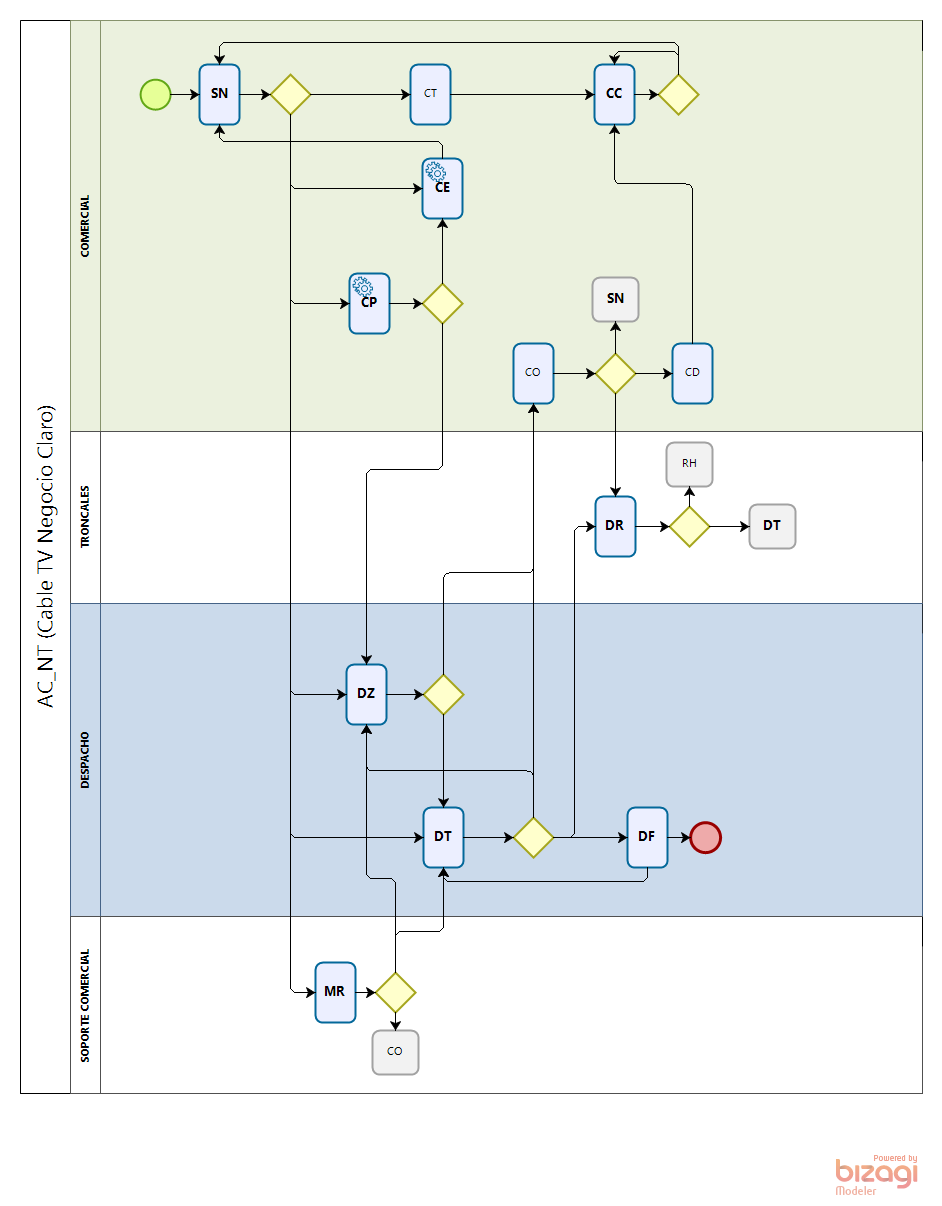 AC_NT (Cable TV Negocio Claro)
COMERCIAL
SN
CT
CC
CE
CP
SN
CO
CD
TRONCALES
RH
DR
DT
DESPACHO
DZ
DT
DF
SOPORTE COMERCIAL
MR
CO
Powered by
bizagi
Modeler